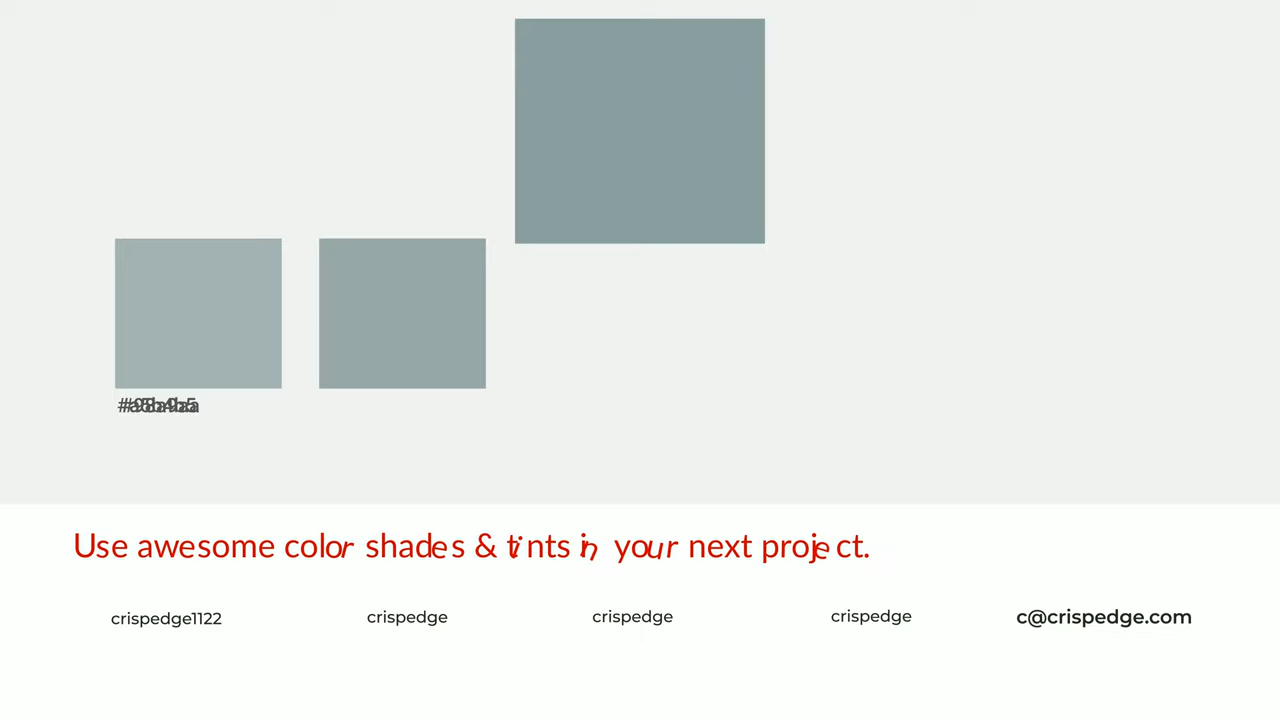 Use awesome color shades & tints in your next project.
crispedge1122 crispedge crispedge crispedge c@crispedge.com